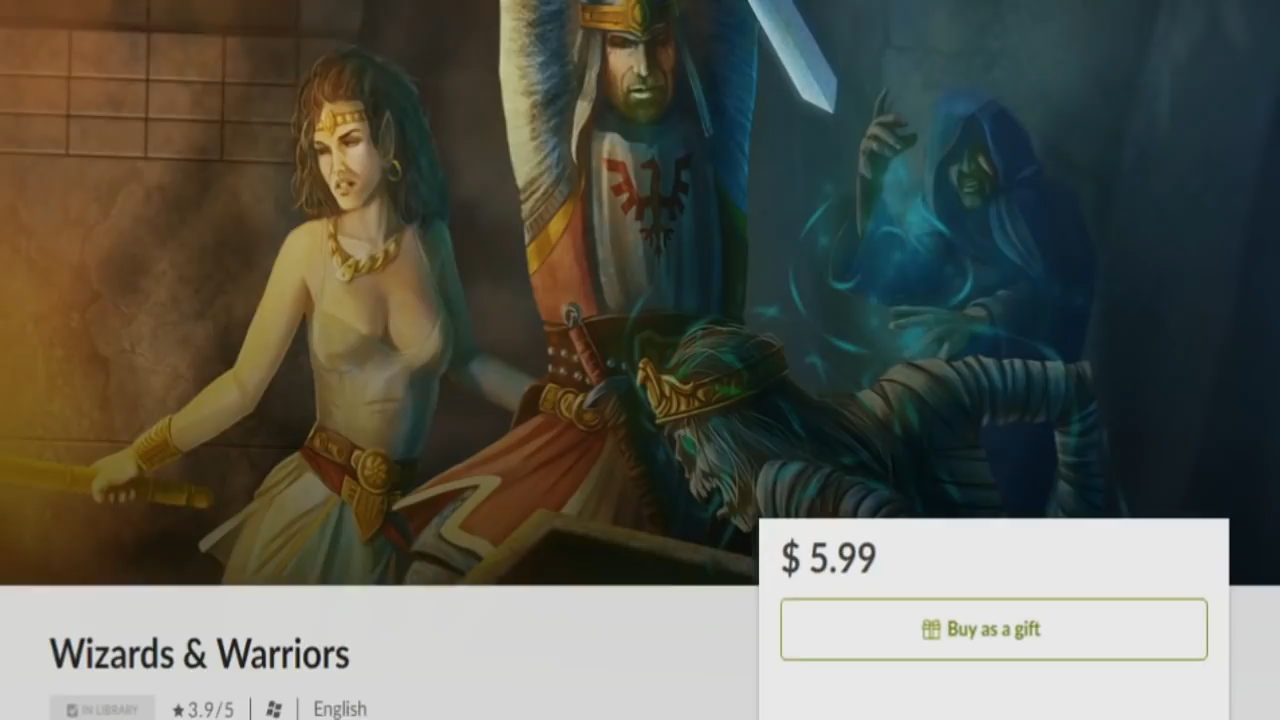 $ 5.99
Buy as a gift
Wizards & Warriors
IN LIBRARY
3.9/5
English